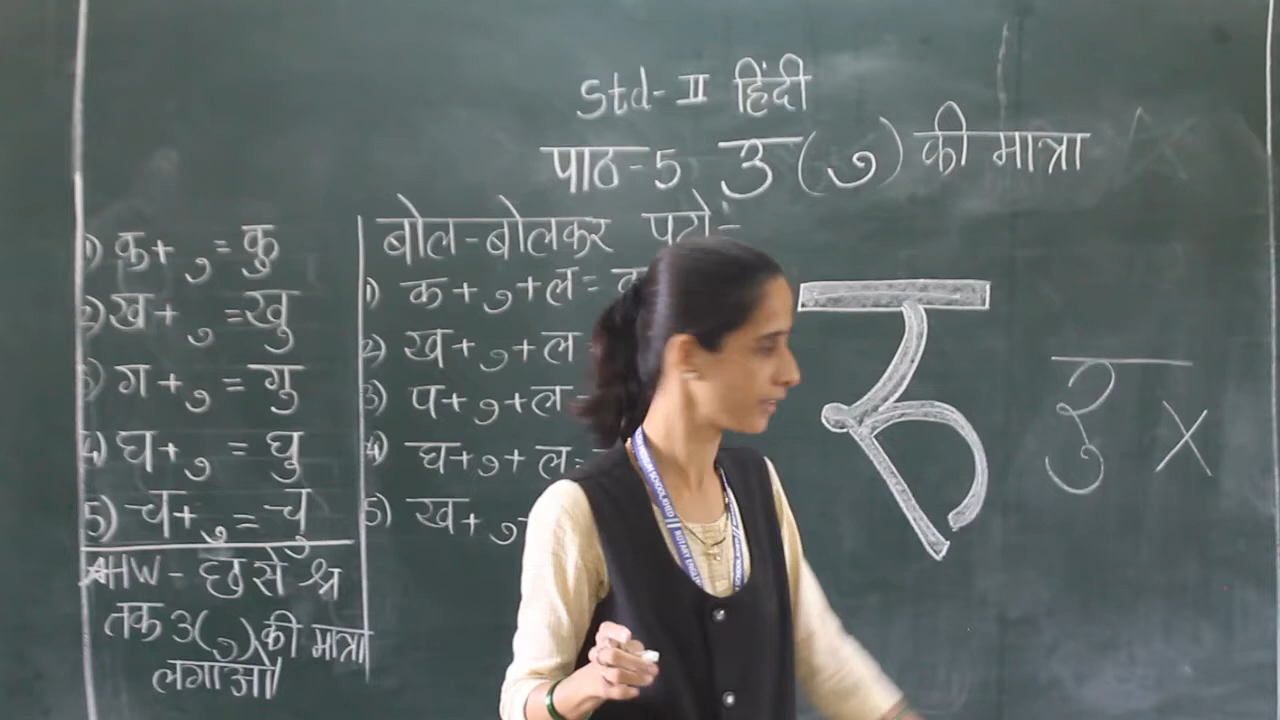 Std-II हिंदी
पाठ-5 उ(ु) की मात्रा
1) क+ ु = कु
2) ख+ ु = खु
3) ग+ ु = गु
4) घ+ ु = घु
5) च+ ु = चु
HW - छु से श्र
तक उ(ु) की मात्रा
लगाओ।
बोल-बोलकर पढो:-
1) क+ ु+ल=
2) ख+ ु+ल
3) प+ ु+ल=
4) घ+ ु+ल=
5) ख+ ु
रु
रु X